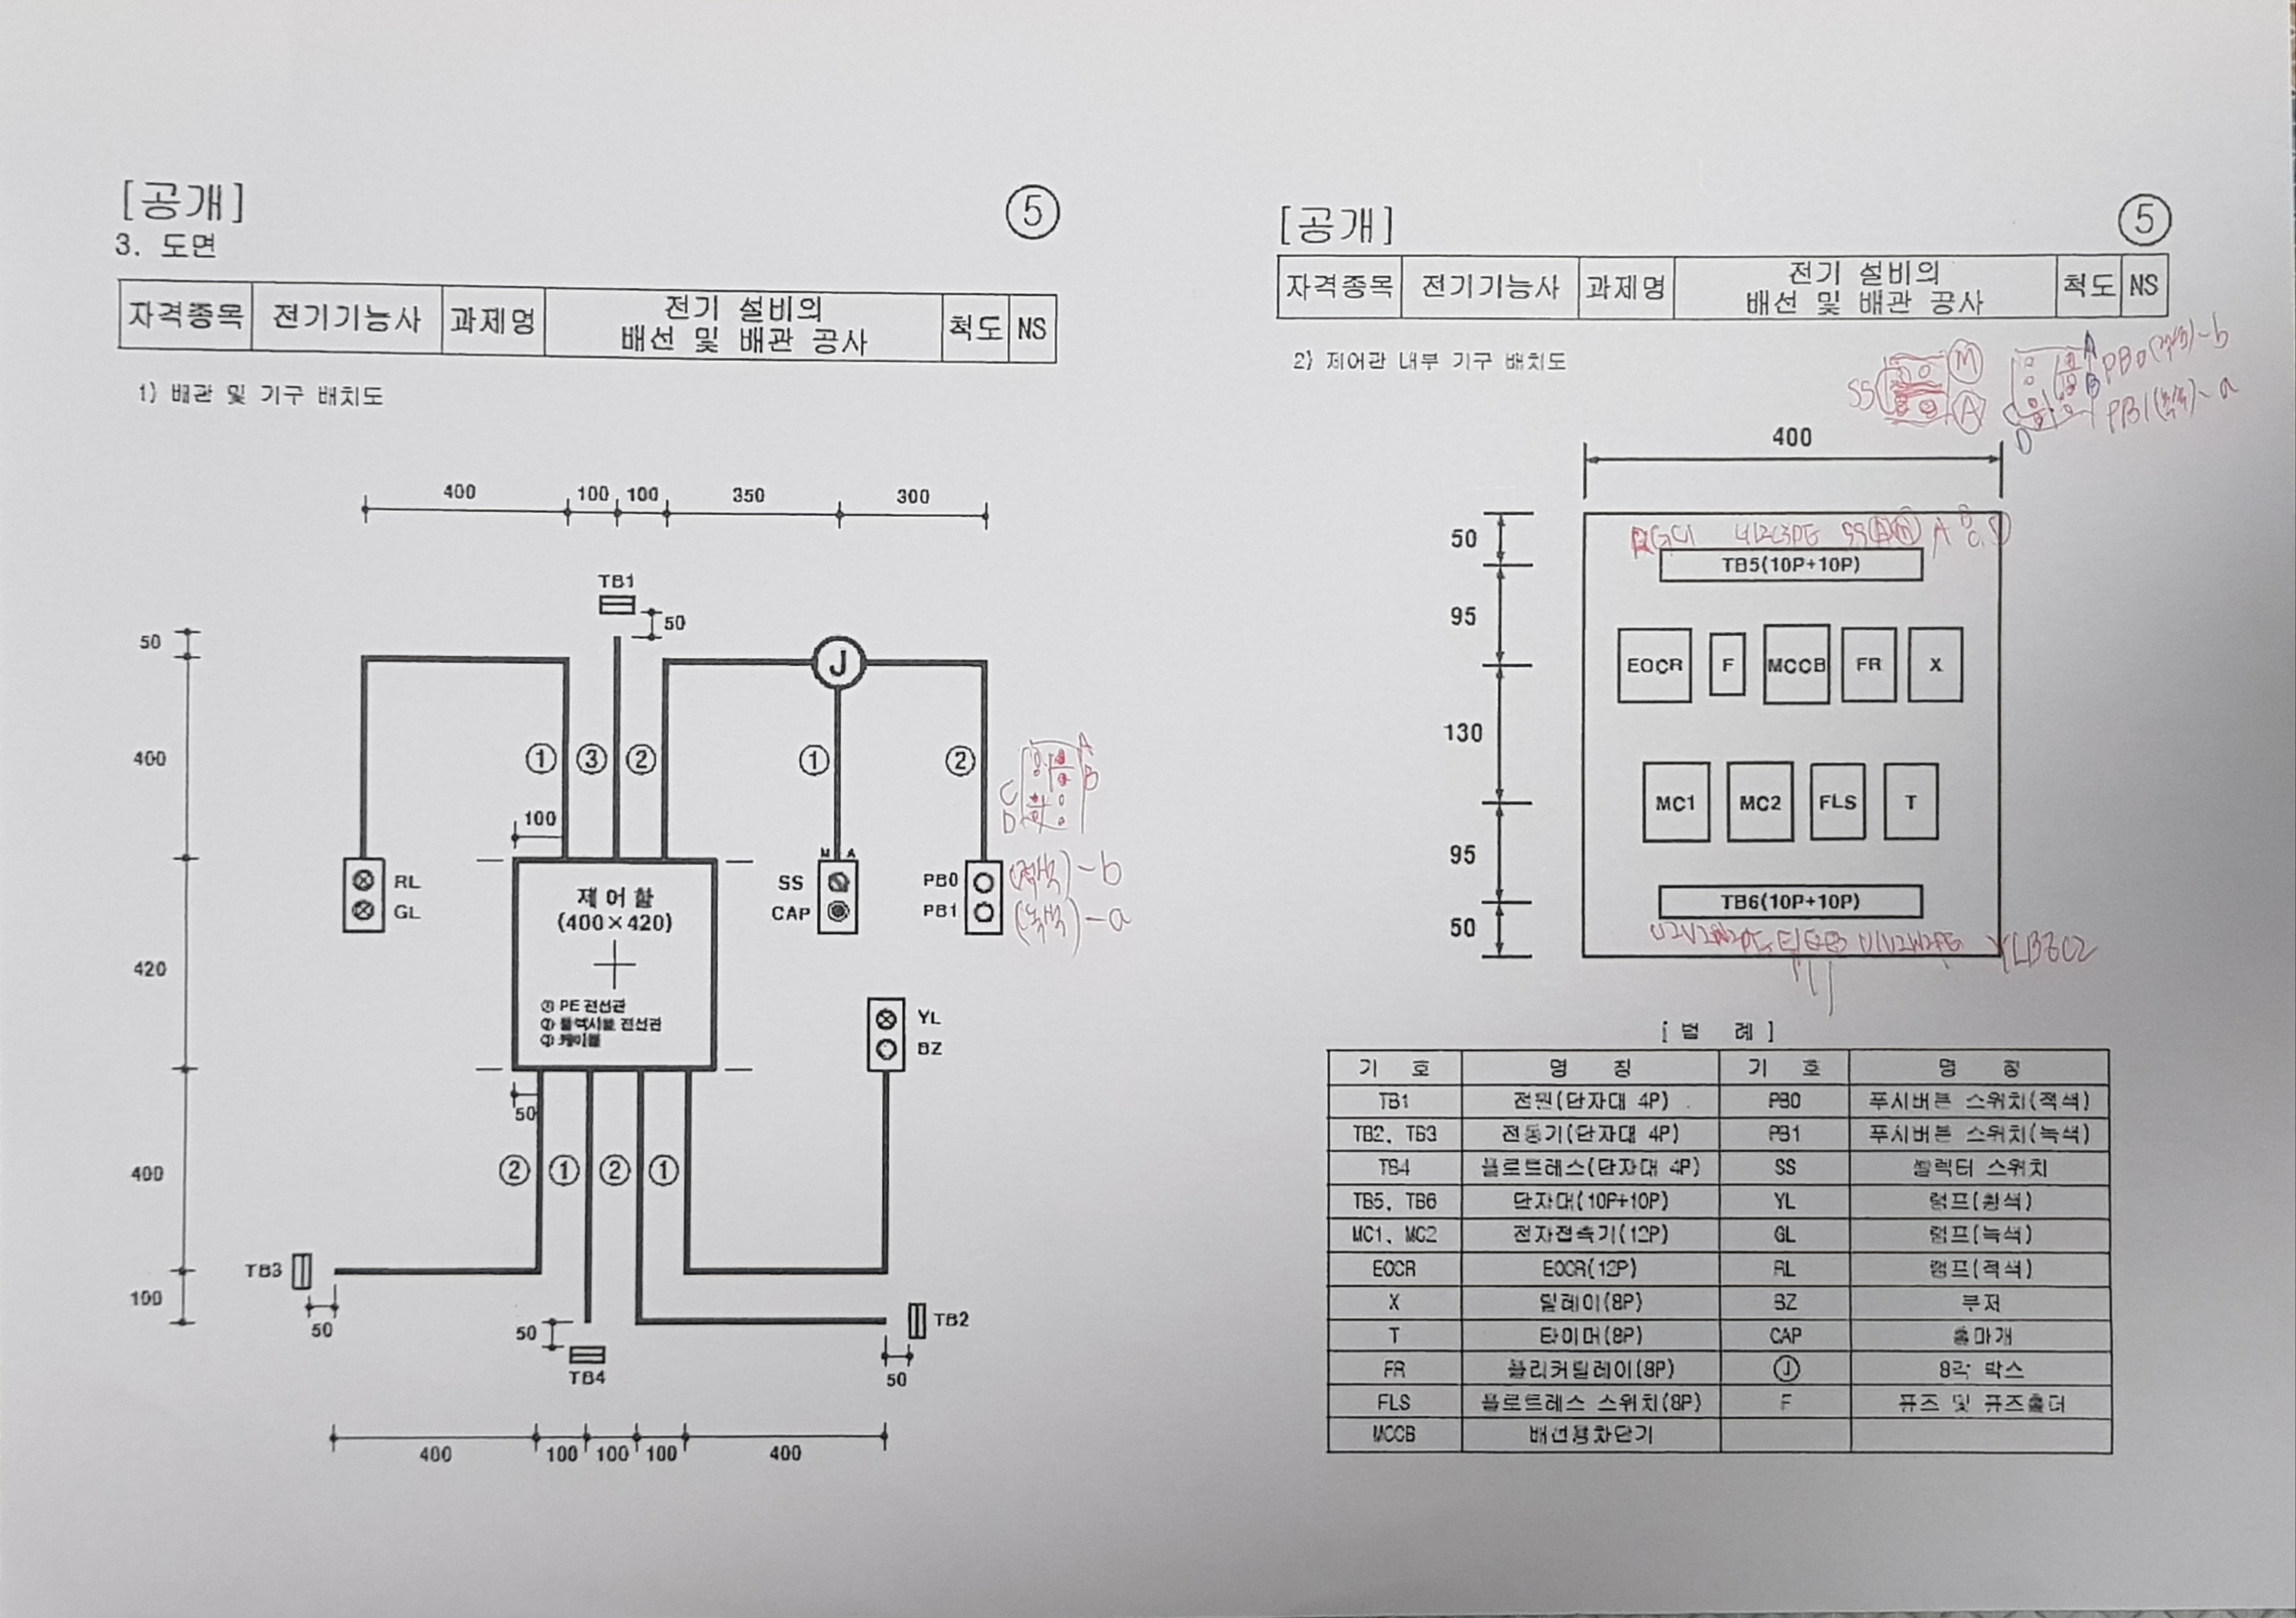 [공개]
⑤
3. 도면
자격종목 전기기능사 과제명 전기 설비의 배선 및 배관 공사 척도 NS
1) 배관 및 기구 배치도
400 100 100 350 300
TB1
50
50
J
400
① ③ ② ① ②
A
B
C
D
100
M A
RL
GL
제어함
(400×420)
SS
CAP
PB0 (적색)-b
PB1 (녹색)-a
420
PE 전선관
플렉시블 전선관
케이블
YL
BZ
50
400
② ① ② ①
TB3
100
50
50
TB4
TB2
50
400 100 100 100 400
[공개]
⑤
자격종목 전기기능사 과제명 전기 설비의 배선 및 배관 공사 척도 NS
2) 제어판 내부 기구 배치도
SS M A
A PB0(적색)-b
B
C PB1(녹색)-a
D
400
50
TB5(10P+10P)
95
EOCR F MCCB FR X
130
MC1 MC2 FLS T
95
TB6(10P+10P)
50
[범 례]
기 호 명 칭 기 호 명 칭
TB1 전원(단자대 4P) PB0 푸시버튼 스위치(적색)
TB2, TB3 전동기(단자대 4P) PB1 푸시버튼 스위치(녹색)
TB4 플로트레스(단자대 4P) SS 셀렉터 스위치
TB5, TB6 단자대(10P+10P) YL 램프(황색)
MC1, MC2 전자접촉기(12P) GL 램프(녹색)
EOCR EOCR(12P) RL 램프(적색)
X 릴레이(8P) BZ 부저
T 타이머(8P) CAP 홀마개
FR 플리커릴레이(8P) Ⓙ 8각 박스
FLS 플로트레스 스위치(8P) F 퓨즈 및 퓨즈홀더
MCCB 배선용차단기